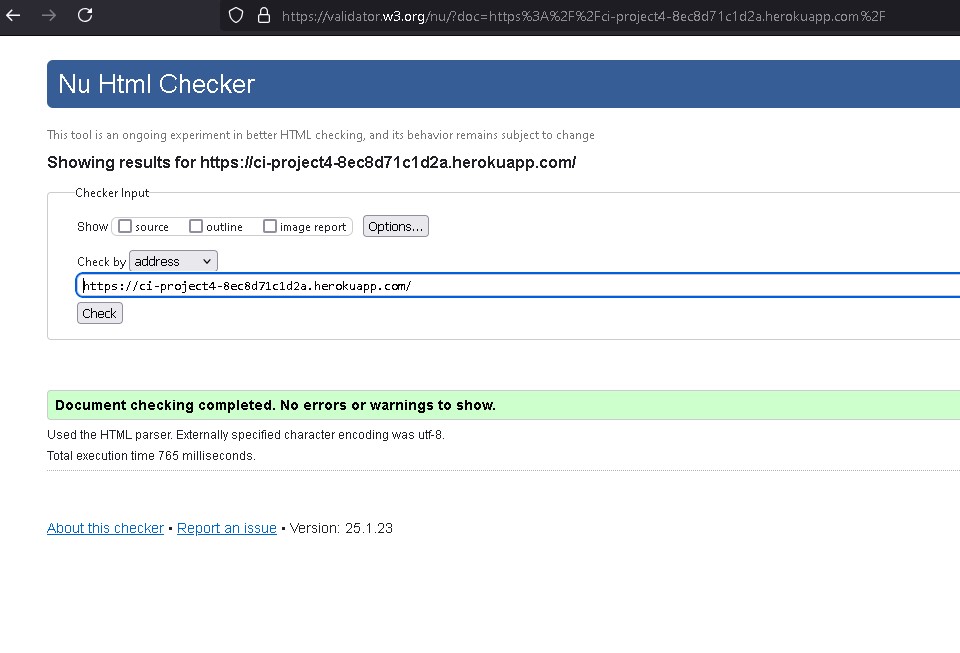 https://validator.w3.org/nu/?doc=https%3A%2F%2Fci-project4-8ec8d71c1d2a.herokuapp.com%2F
Nu Html Checker
This tool is an ongoing experiment in better HTML checking, and its behavior remains subject to change
Showing results for https://ci-project4-8ec8d71c1d2a.herokuapp.com/
Checker Input
Show source outline image report Options...
Check by address
https://ci-project4-8ec8d71c1d2a.herokuapp.com/
Check
Document checking completed. No errors or warnings to show.
Used the HTML parser. Externally specified character encoding was utf-8.
Total execution time 765 milliseconds.
About this checker • Report an issue • Version: 25.1.23